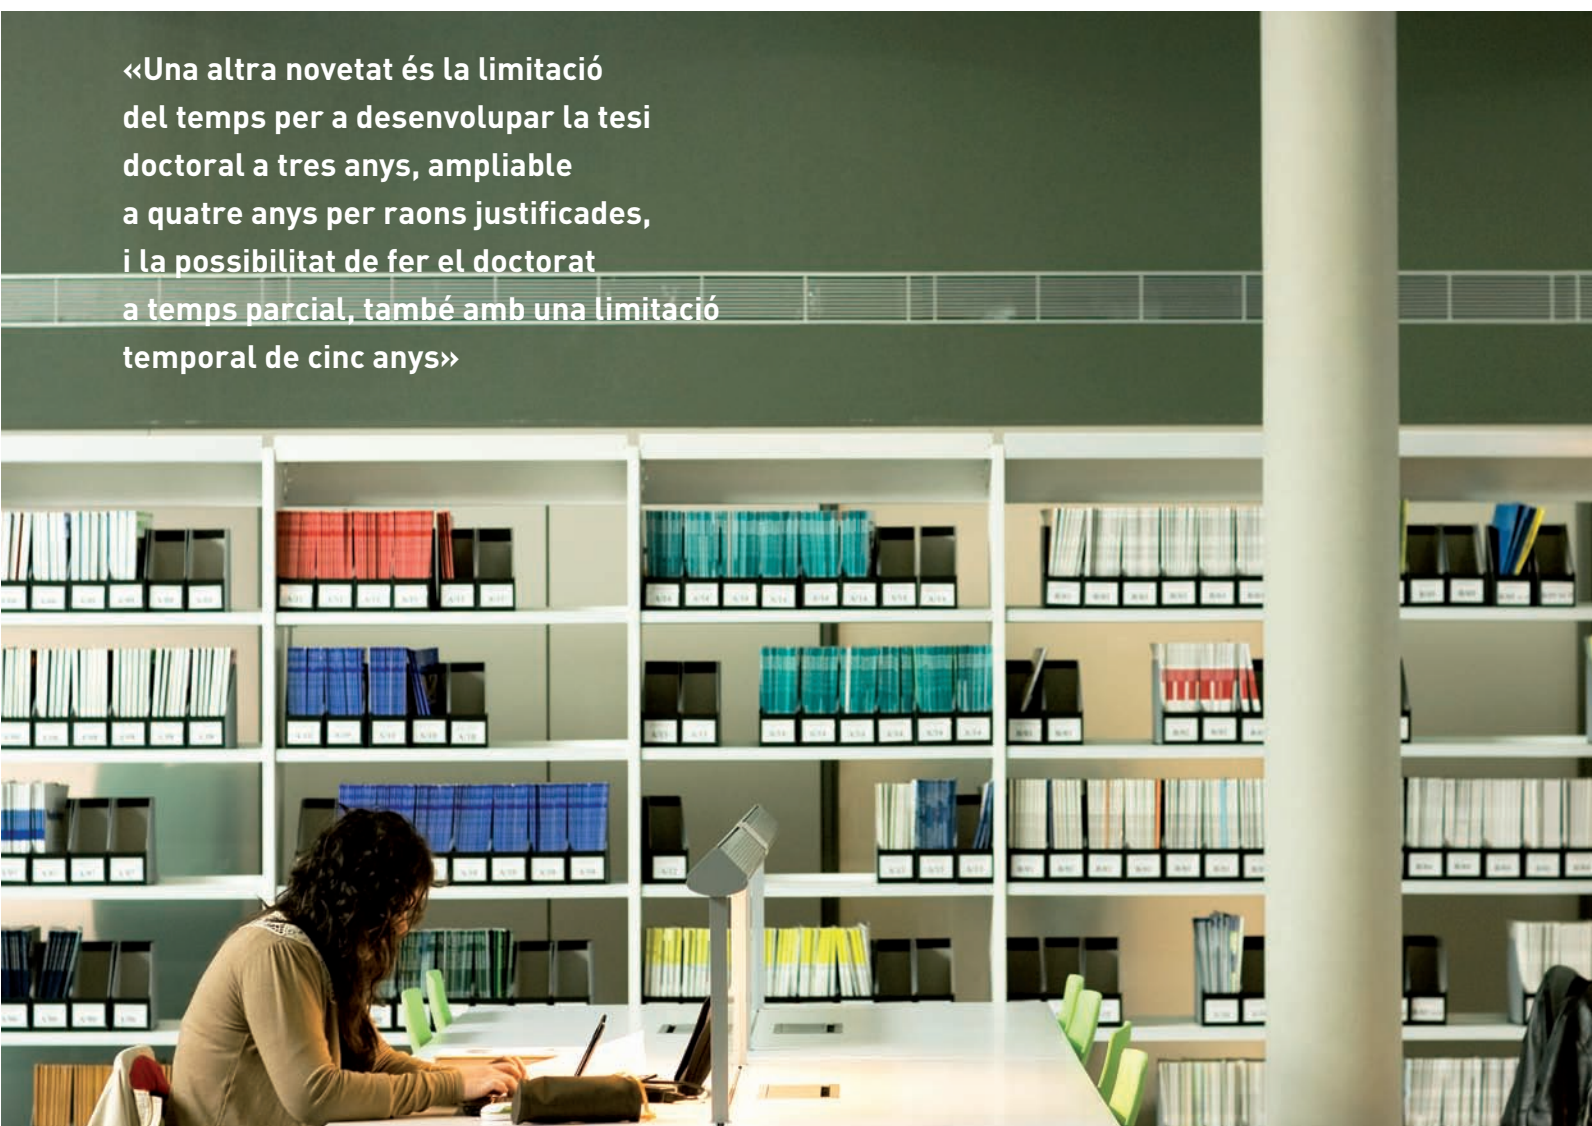 «Una altra novetat és la limitació
del temps per a desenvolupar la tesi
doctoral a tres anys, ampliable
a quatre anys per raons justificades,
i la possibilitat de fer el doctorat
a temps parcial, també amb una limitació
temporal de cinc anys»